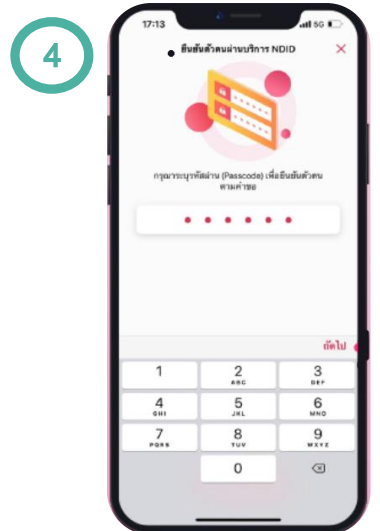 4
17:13
5G
ยืนยันตัวตนผ่านบริการ NDID
กรุณาระบุรหัสผ่าน (Passcode) เพื่อยืนยันตัวตน
ตามคำขอ
ถัดไป
1 2 3
ABC DEF
4 5 6
GHI JKL MNO
7 8 9
PQRS TUV WXYZ
0